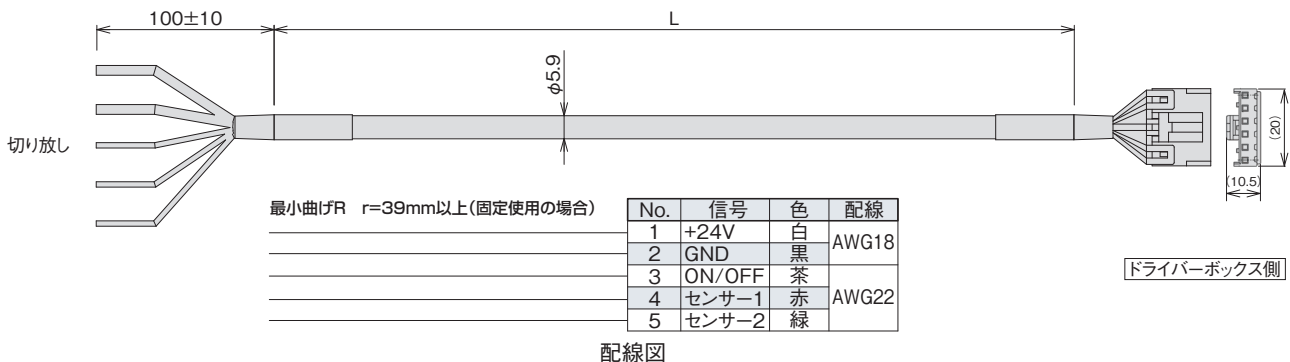 100±10
L
φ5.9
切り放し
(20)
(10.5)
最小曲げR r=39mm以上(固定使用の場合)
No. 信号 色 配線
1 +24V 白 AWG18
2 GND 黒
3 ON/OFF 茶 AWG22
4 センサー1 赤
5 センサー2 緑
ドライバーボックス側
配線図